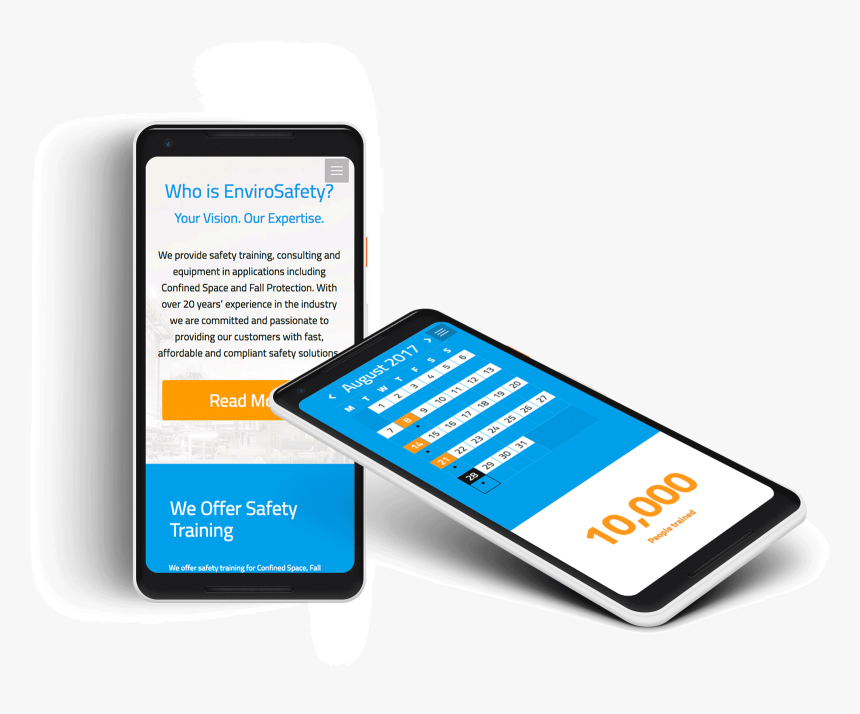 Who is EnviroSafety?
Your Vision. Our Expertise.
We provide safety training, consulting and
equipment in applications including
Confined Space and Fall Protection. With
over 20 years' experience in the industry
we are committed and passionate to
providing our customers with fast,
affordable and compliant safety solutions
Read
We Offer Safety
Training
We offer safety training for Confined Space, Fall
< August 2017 >
M T W T F S S
1 2 3 4 5 6
7 8 9 10 11 12 13
14 15 16 17 18 19 20
21 22 23 24 25 26 27
28 29 30 31
10,000
People trained